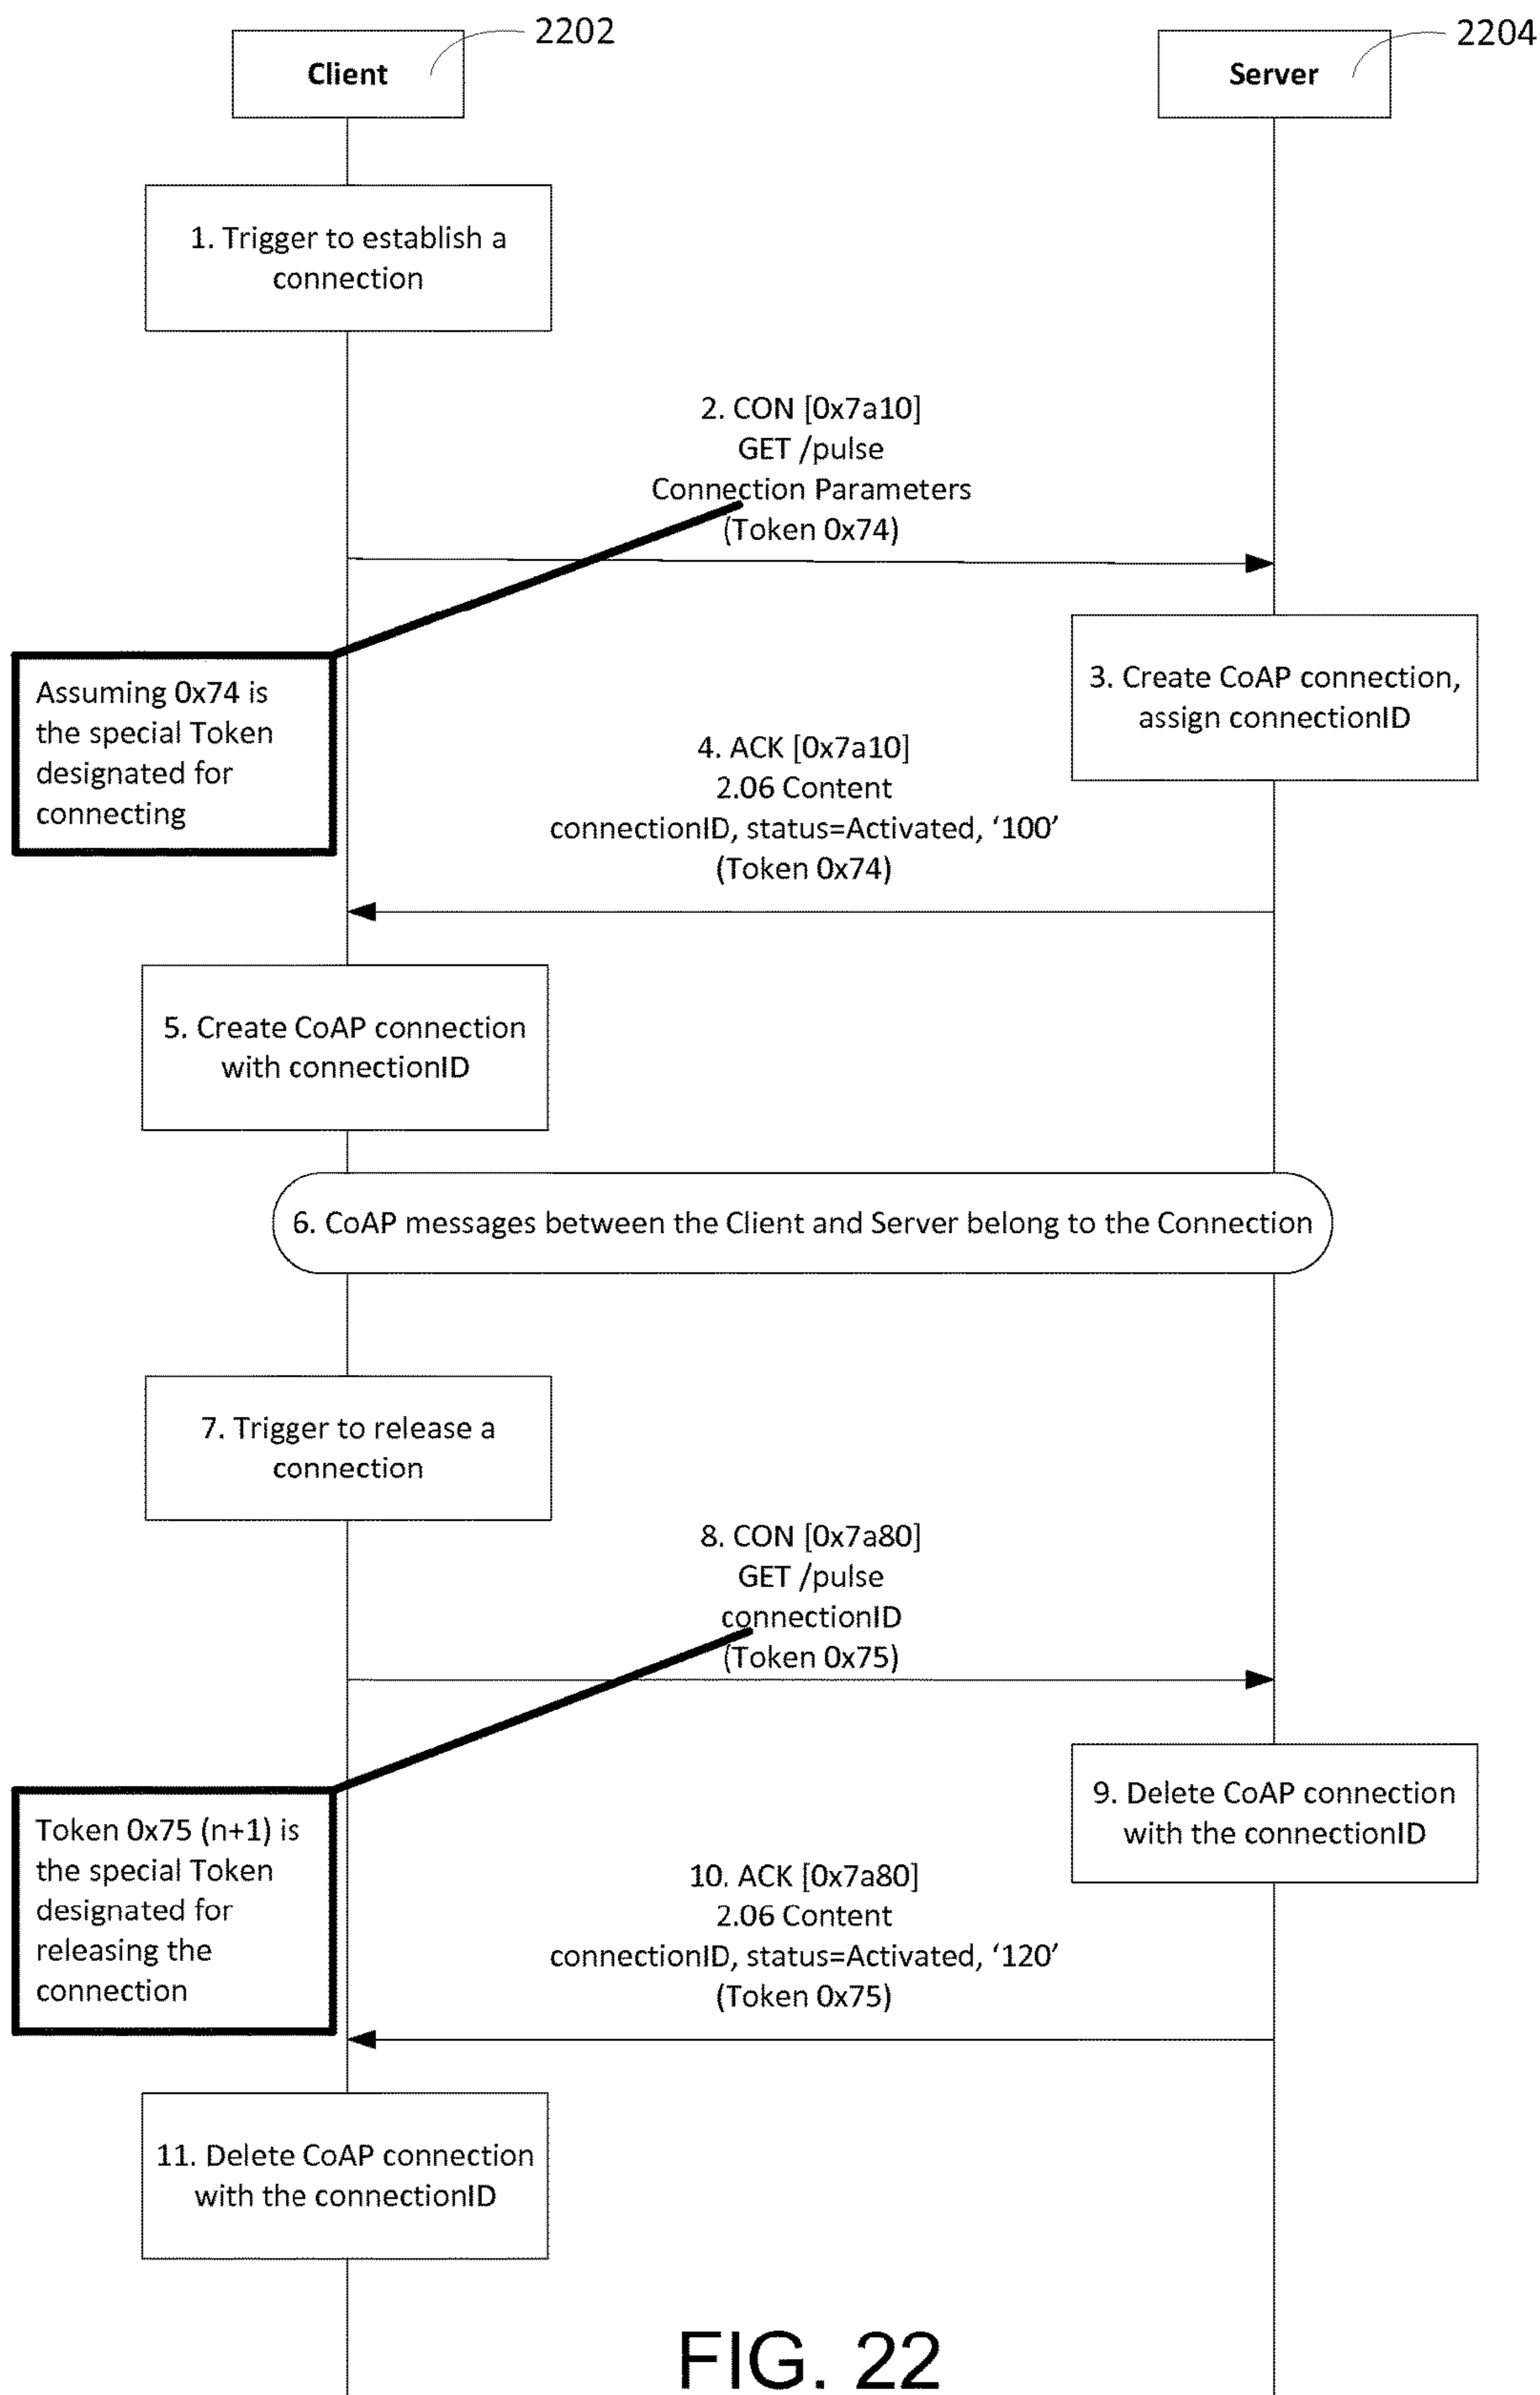 2202
2204
Client
Server
1. Trigger to establish a
connection
2. CON [0x7a10]
GET /pulse
Connection Parameters
(Token 0x74)
Assuming 0x74 is
the special Token
designated for
connecting
3. Create CoAP connection,
assign connectionID
4. ACK [0x7a10]
2.06 Content
connectionID, status=Activated, ‘100’
(Token 0x74)
5. Create CoAP connection
with connectionID
6. CoAP messages between the Client and Server belong to the Connection
7. Trigger to release a
connection
8. CON [0x7a80]
GET /pulse
connectionID
(Token 0x75)
Token 0x75 (n+1) is
the special Token
designated for
releasing the
connection
9. Delete CoAP connection
with the connectionID
10. ACK [0x7a80]
2.06 Content
connectionID, status=Activated, ‘120’
(Token 0x75)
11. Delete CoAP connection
with the connectionID
FIG. 22